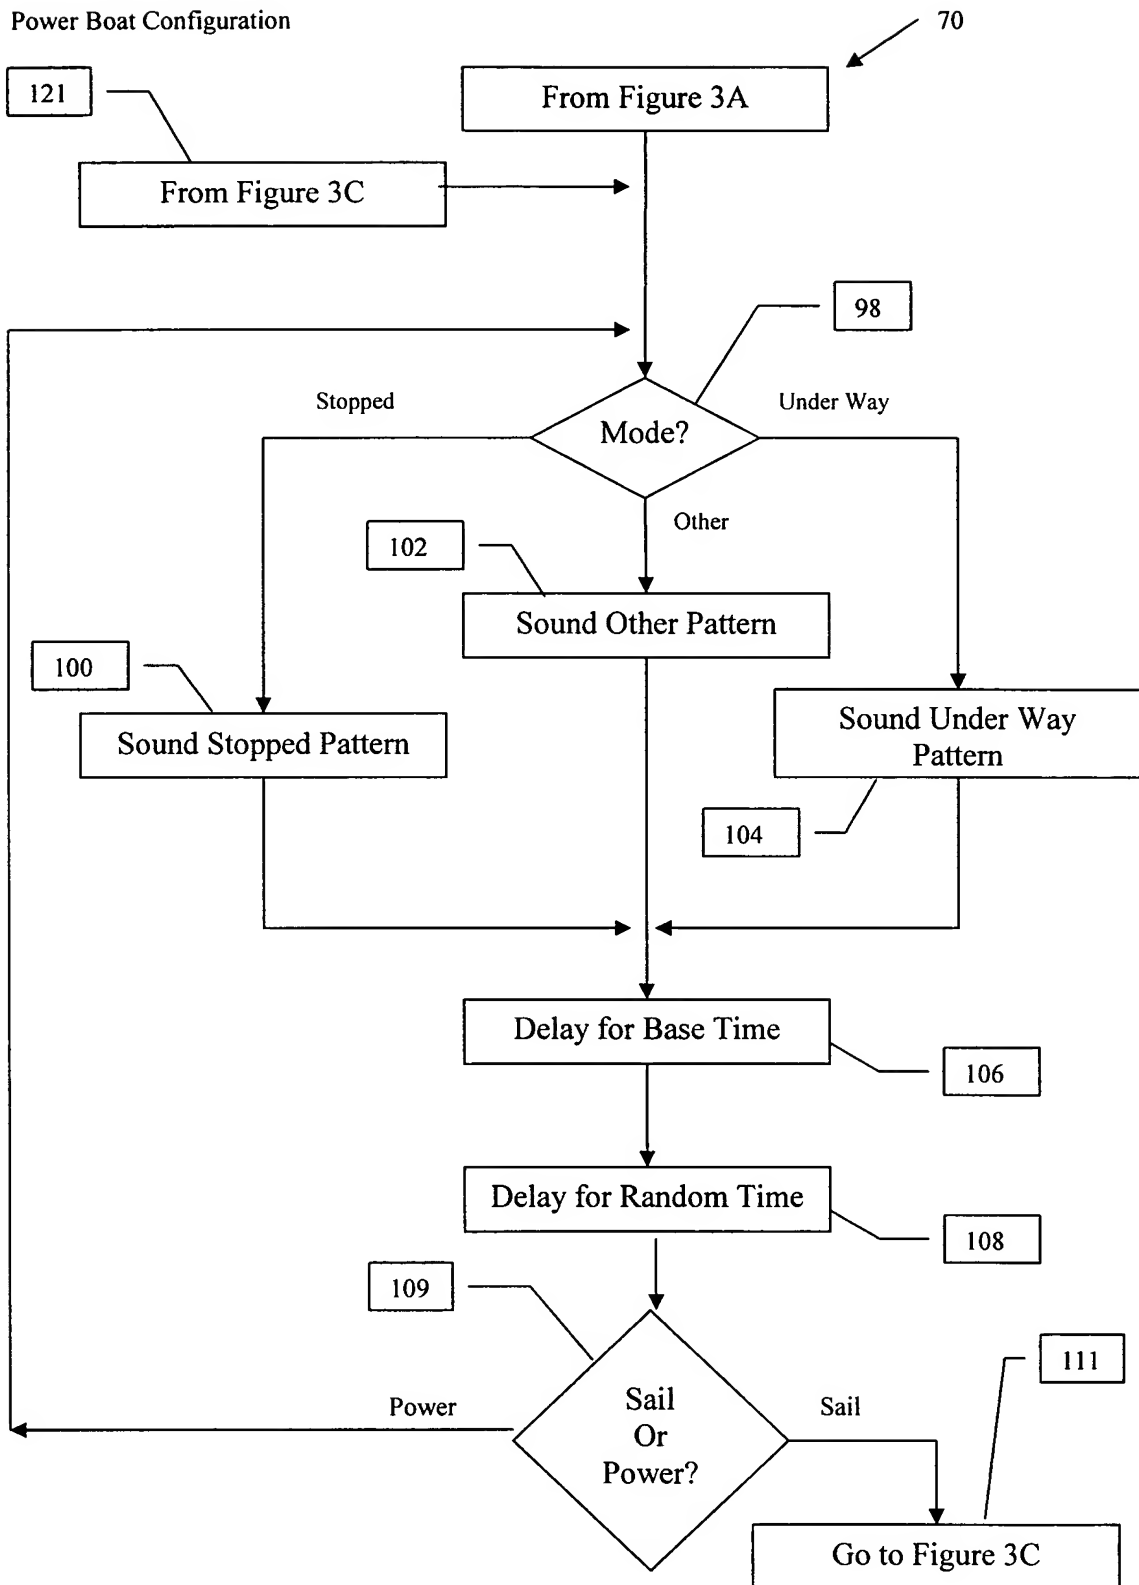 Power Boat Configuration
70
From Figure 3A
121
From Figure 3C
98
Stopped
Under Way
Mode?
Other
102
Sound Other Pattern
100
Sound Stopped Pattern
Sound Under Way
Pattern
104
Delay for Base Time
106
Delay for Random Time
108
109
111
Power
Sail
Or
Power?
Sail
Go to Figure 3C